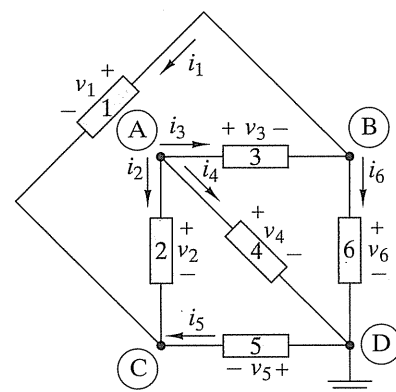 i₁
+
v₁
−
1
A
i₃
+ v₃ −
3
B
i₂
i₄
i₆
2
+
v₂
−
+
v₄
−
4
6
+
v₆
−
i₅
5
− v₅ +
C
D